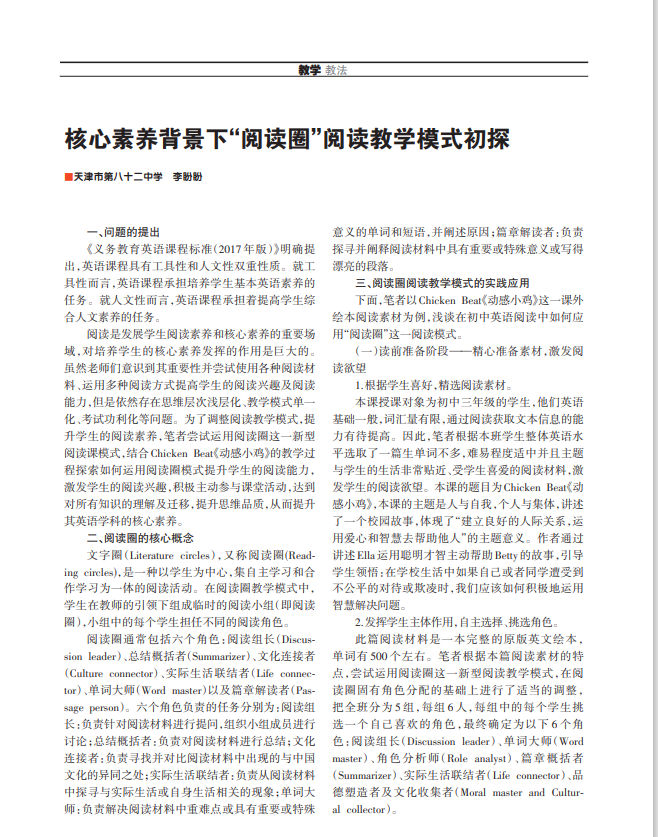 教学 教法
核心素养背景下“阅读圈”阅读教学模式初探
■天津市第八十二中学 李盼盼
一、问题的提出
《义务教育英语课程标准(2017年版)》明确提
出,英语课程具有工具性和人文性双重性质。就工
具性而言,英语课程承担培养学生基本英语素养的
任务。就人文性而言,英语课程承担着提高学生综
合人文素养的任务。
阅读是发展学生阅读素养和核心素养的重要场
域,对培养学生的核心素养发挥的作用是巨大的。
虽然老师们意识到其重要性并尝试使用各种阅读材
料、运用多种阅读方式提高学生的阅读兴趣及阅读
能力,但是依然存在思维层次浅层化、教学模式单一
化、考试功利化等问题。为了调整阅读教学模式,提
升学生的阅读素养,笔者尝试运用阅读圈这一新型
阅读课模式,结合 Chicken Beat《动感小鸡》的教学过
程探索如何运用阅读圈模式提升学生的阅读能力,
激发学生的阅读兴趣,积极主动参与课堂活动,达到
对所有知识的理解及迁移,提升思维品质,从而提升
其英语学科的核心素养。
二、阅读圈的核心概念
文字圈(Literature circles),又称阅读圈(Read-
ing circles),是一种以学生为中心,集自主学习和合
作学习为一体的阅读活动。在阅读圈教学模式中,
学生在教师的引领下组成临时的阅读小组(即阅读
圈),小组中的每个学生担任不同的阅读角色。
阅读圈通常包括六个角色:阅读组长(Discus-
sion leader)、总结概括者(Summarizer)、文化连接者
(Culture connector)、实际生活联结者(Life connec-
tor)、单词大师(Word master)以及篇章解读者(Pas-
sage person)。六个角色负责的任务分别为:阅读组
长:负责针对阅读材料进行提问,组织小组成员进行
讨论;总结概括者:负责对阅读材料进行总结;文化
连接者:负责寻找并对比阅读材料中出现的与中国
文化的异同之处;实际生活联结者:负责从阅读材料
中探寻与实际生活或自身生活相关的现象;单词大
师:负责解决阅读材料中重难点或具有重要或特殊
意义的单词和短语,并阐述原因;篇章解读者:负责
探寻并阐释阅读材料中具有重要或特殊意义或写得
漂亮的段落。
三、阅读圈阅读教学模式的实践应用
下面,笔者以 Chicken Beat《动感小鸡》这一课外
绘本阅读素材为例,浅谈在初中英语阅读中如何应
用“阅读圈”这一阅读模式。
(一)读前准备阶段——精心准备素材,激发阅
读欲望
1.根据学生喜好,精选阅读素材。
本课授课对象为初中三年级的学生,他们英语
基础一般,词汇量有限,通过阅读获取文本信息的能
力有待提高。因此,笔者根据本班学生整体英语水
平选取了一篇生单词不多,难易程度适中并且主题
与学生的生活非常贴近、受学生喜爱的阅读材料,激
发学生的阅读欲望。本课的题目为 Chicken Beat《动
感小鸡》,本课的主题是人与自我,个人与集体,讲述
了一个校园故事,体现了“建立良好的人际关系,运
用爱心和智慧去帮助他人”的主题意义。作者通过
讲述 Ella 运用聪明才智主动帮助 Betty 的故事,引导
学生领悟:在学校生活中如果自己或者同学遭受到
不公平的对待或欺凌时,我们应该如何积极地运用
智慧解决问题。
2.发挥学生主体作用,自主选择、挑选角色。
此篇阅读材料是一本完整的原版英文绘本,
单词有 500 个左右。笔者根据本篇阅读素材的特
点,尝试运用阅读圈这一新型阅读教学模式,在阅
读圈固有角色分配的基础上进行了适当的调整,
把全班分为 5 组,每组 6 人,每组中的每个学生挑
选一个自己喜欢的角色,最终确定为以下 6 个角
色:阅读组长(Discussion leader)、单词大师(Word
master)、角色分析师(Role analyst)、篇章概括者
(Summarizer)、实际生活联结者(Life connector)、品
德塑造者及文化收集者(Moral master and Cultur-
al collector)。